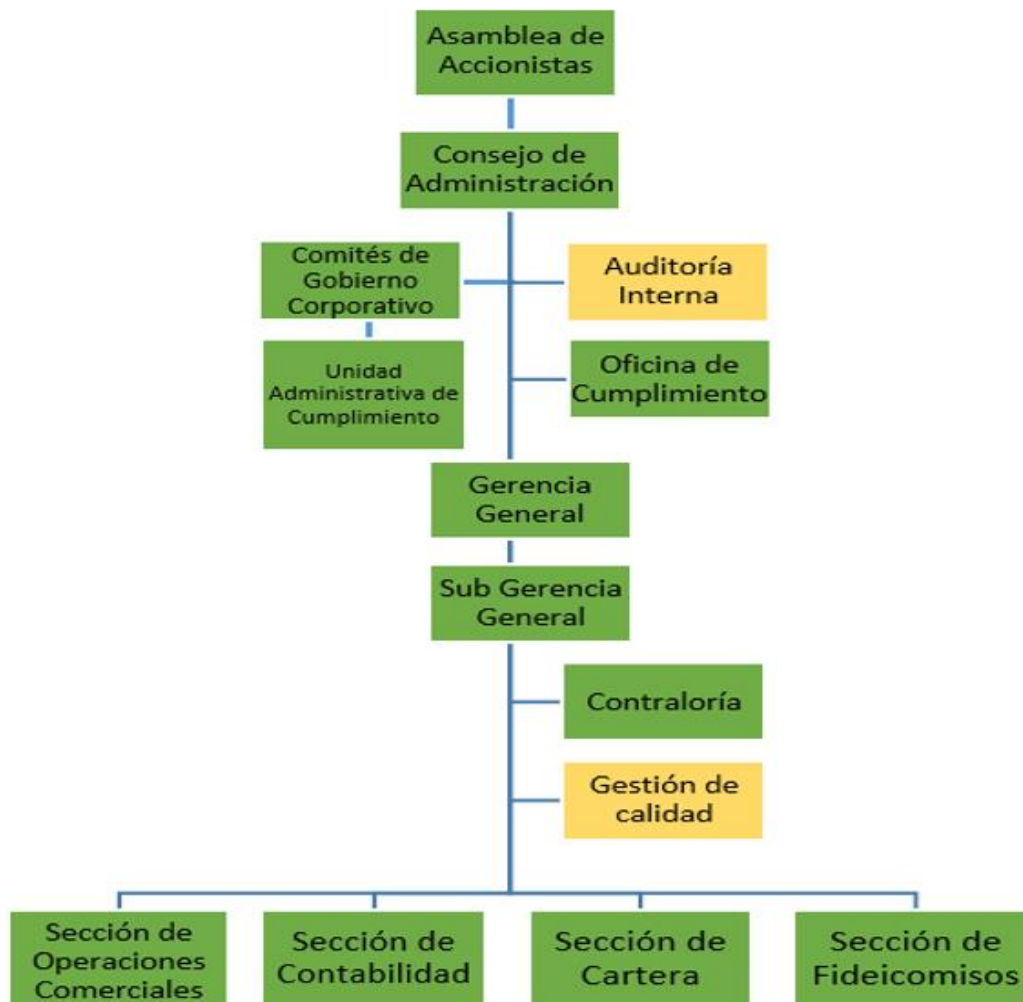 Asamblea de
Accionistas
Consejo de
Administración
Comités de
Gobierno
Corporativo
Auditoría
Interna
Unidad
Administrativa de
Cumplimiento
Oficina de
Cumplimiento
Gerencia
General
Sub Gerencia
General
Contraloría
Gestión de
calidad
Sección de
Operaciones
Comerciales
Sección de
Contabilidad
Sección de
Cartera
Sección de
Fideicomisos